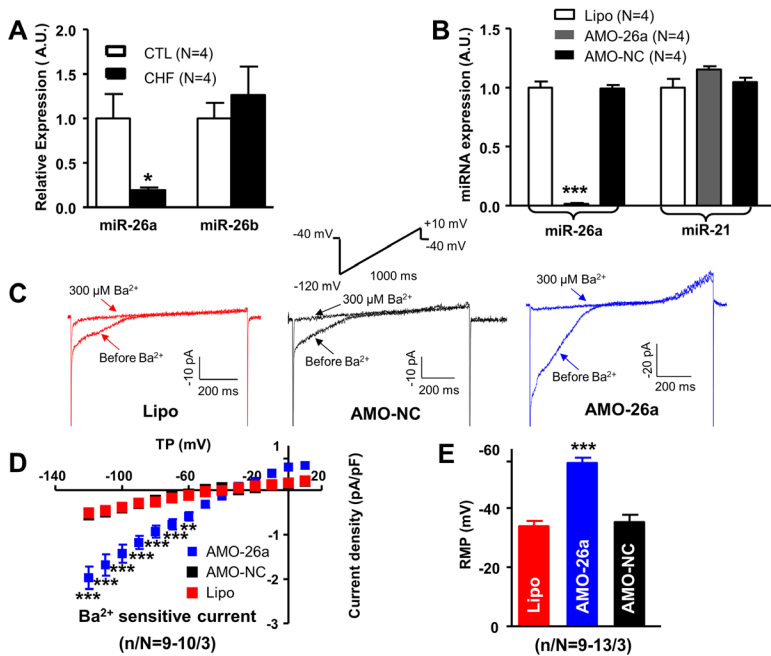 A
Relative Expression ( A.U.)
1.5
1.0
0.5
0.0
CTL (N=4)
CHF (N=4)
*
miR-26a
miR-26b
B
miRNA expression (A.U.)
2.0
1.5
1.0
0.5
0.0
Lipo (N=4)
AMO-26a (N=4)
AMO-NC (N=4)
***
miR-26a
miR-21
-40 mV
-120 mV
1000 ms
+10 mV
-40 mV
C
300 µM Ba²⁺
Before Ba²⁺
-10 pA
200 ms
Lipo
300 µM Ba²⁺
Before Ba²⁺
-10 pA
200 ms
AMO-NC
300 µM Ba²⁺
Before Ba²⁺
-20 pA
200 ms
AMO-26a
D
TP (mV)
-140
-100
-60
-20
20
1
-1
-2
-3
Current density (pA/pF)
**
***
***
***
***
***
***
AMO-26a
AMO-NC
Lipo
Ba²⁺ sensitive current
(n/N=9-10/3)
E
RMP (mV)
-60
-40
-20
0
***
Lipo
AMO-26a
AMO-NC
(n/N=9-13/3)